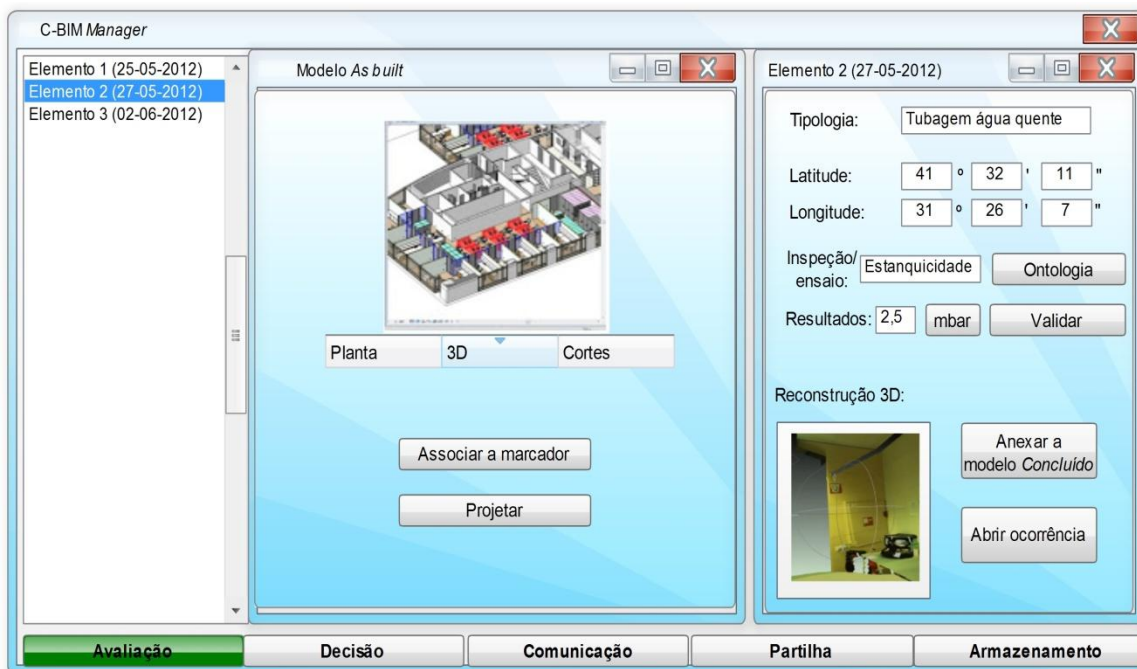 C-BIM Manager
Elemento 1 (25-05-2012)
Elemento 2 (27-05-2012)
Elemento 3 (02-06-2012)
Modelo As built
Planta
3D
Cortes
Associar a marcador
Projetar
Elemento 2 (27-05-2012)
Tipologia: Tubagem água quente
Latitude: 41 º 32 ' 11 "
Longitude: 31 º 26 ' 7 "
Inspeção/
ensaio: Estanquicidade Ontologia
Resultados: 2,5 mbar Validar
Reconstrução 3D:
Anexar a
modelo Concluído
Abrir ocorrência
Avaliação
Decisão
Comunicação
Partilha
Armazenamento